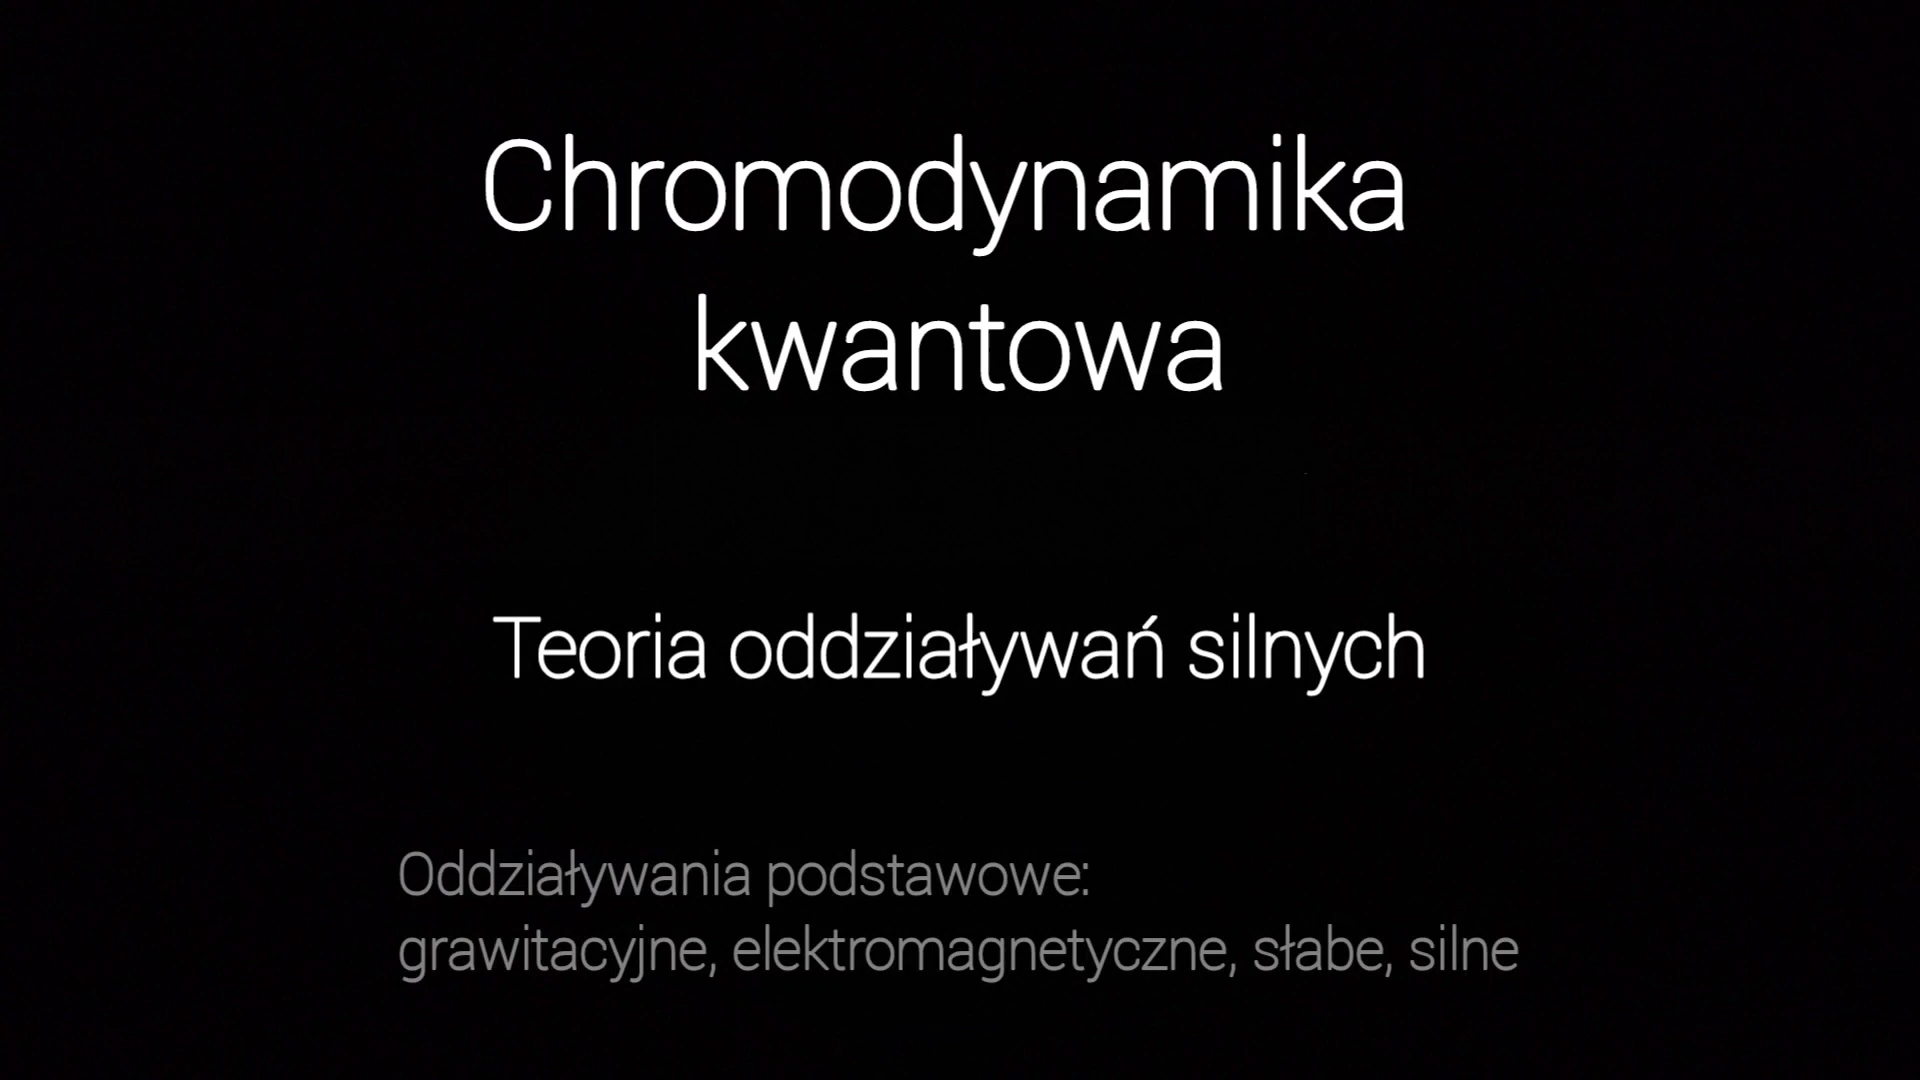 Chromodynamika
kwantowa
Teoria oddziaływań silnych
Oddziaływania podstawowe:
grawitacyjne, elektromagnetyczne, słabe, silne